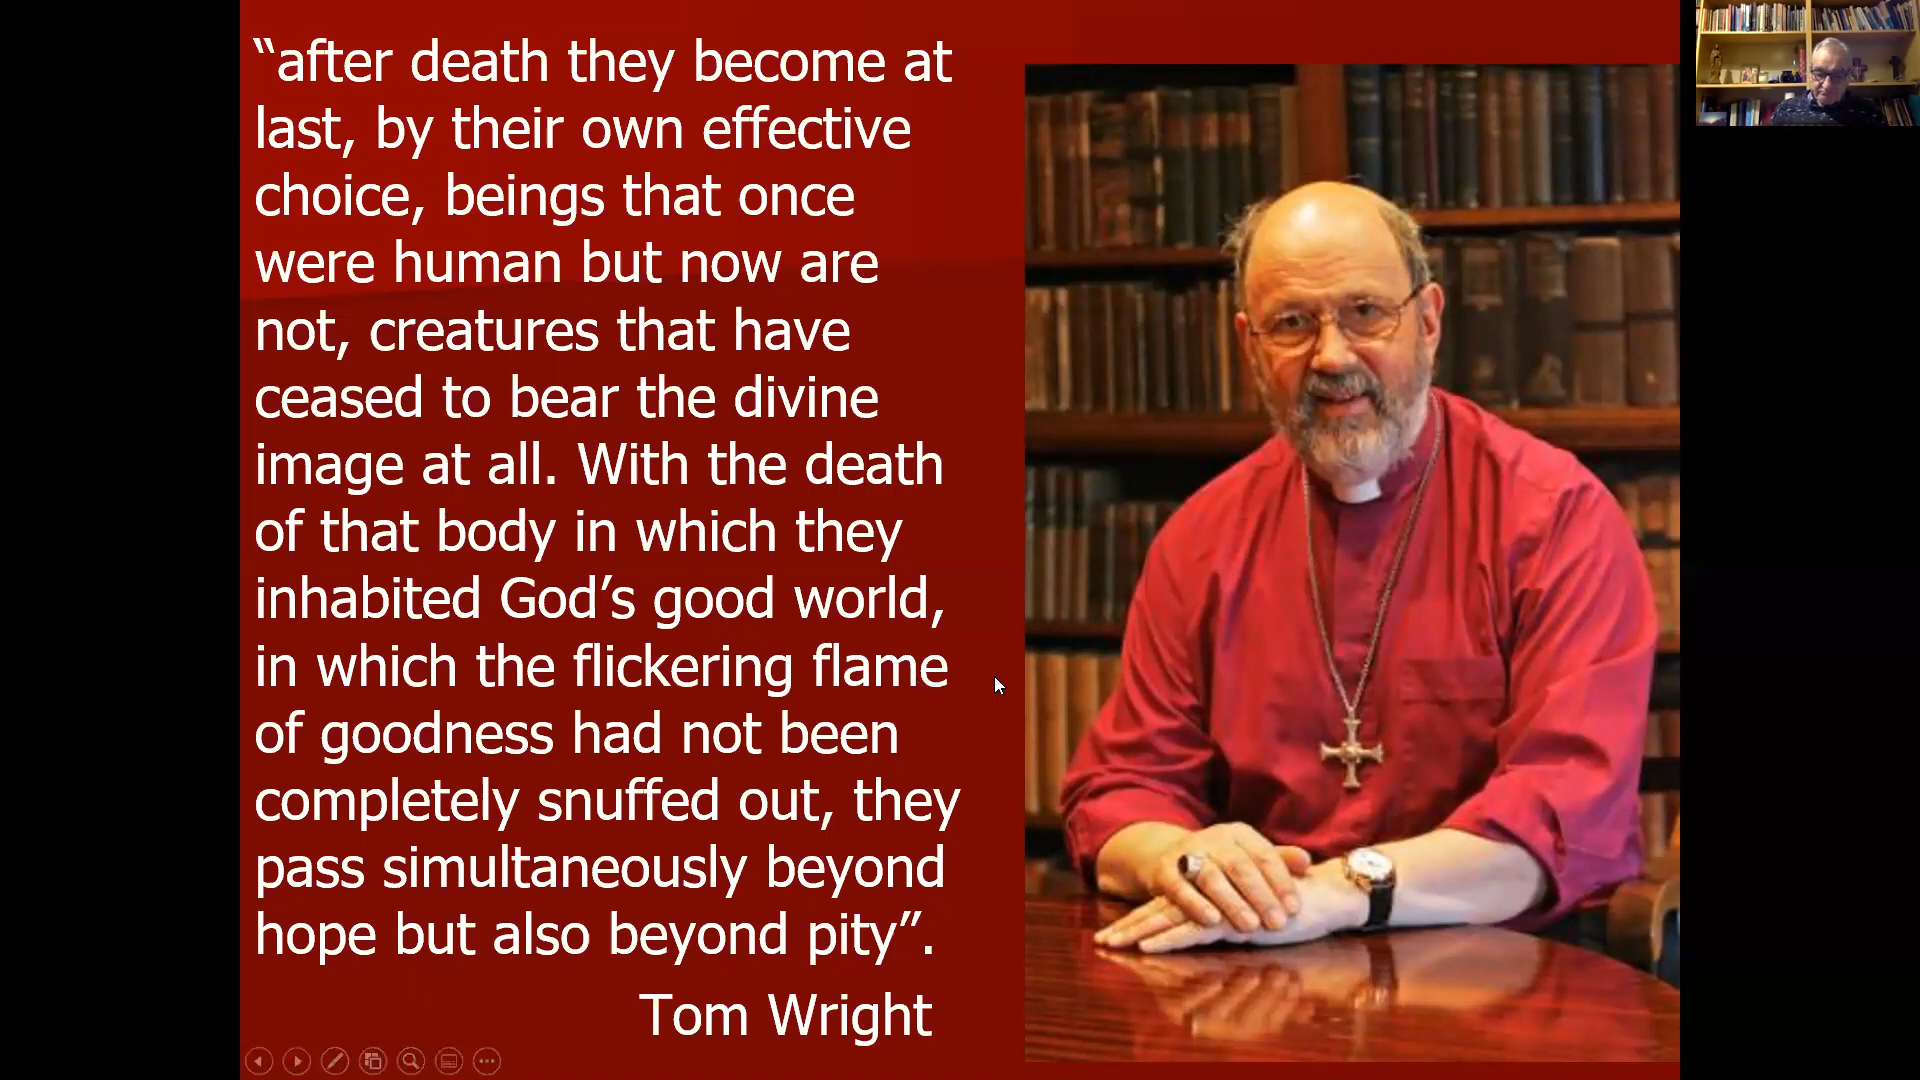 “after death they become at
last, by their own effective
choice, beings that once
were human but now are
not, creatures that have
ceased to bear the divine
image at all. With the death
of that body in which they
inhabited God’s good world,
in which the flickering flame
of goodness had not been
completely snuffed out, they
pass simultaneously beyond
hope but also beyond pity”.
Tom Wright